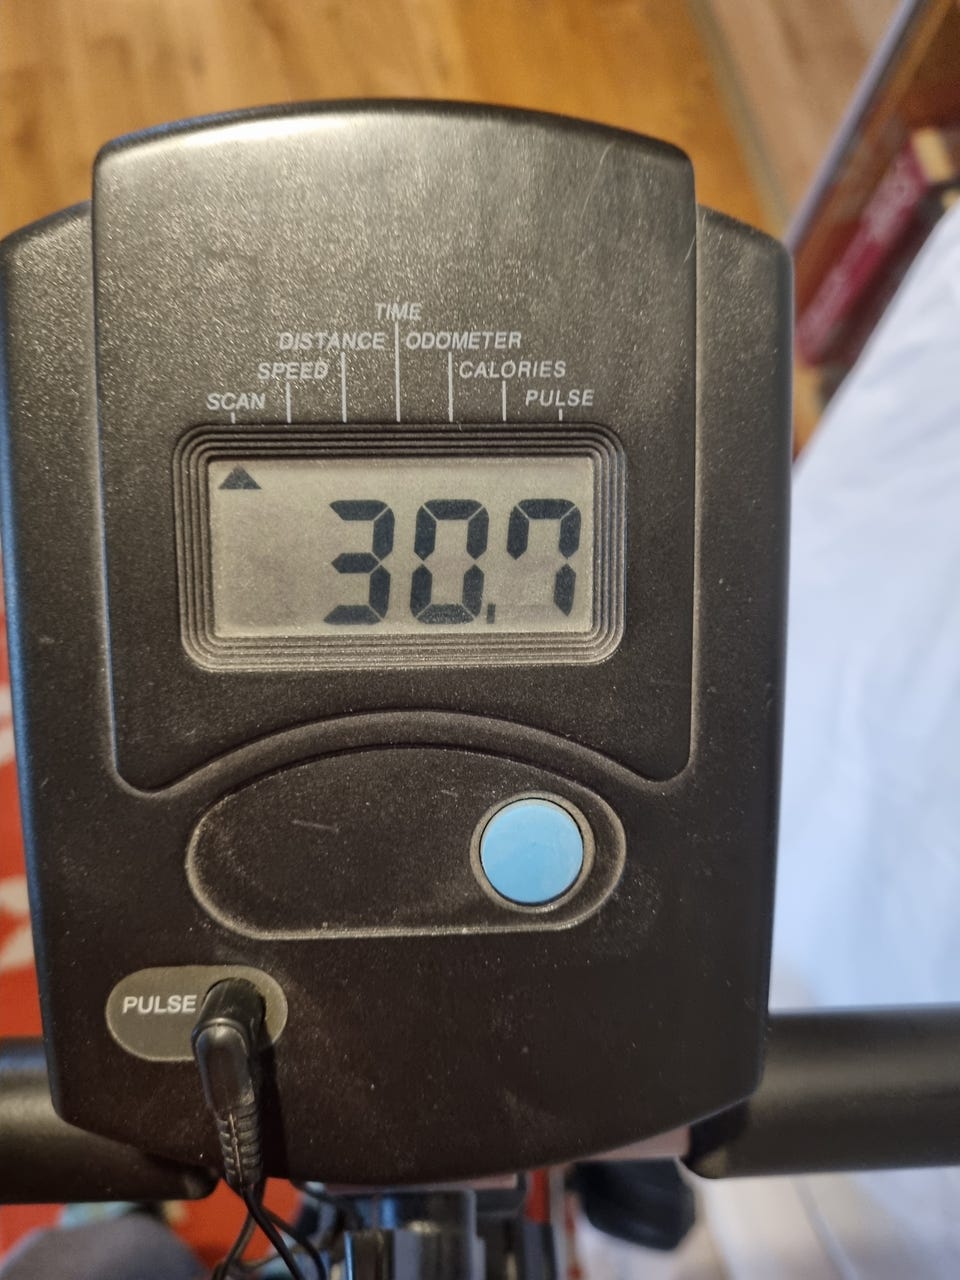 TIME
DISTANCE ODOMETER
SPEED CALORIES
SCAN PULSE
30.7
PULSE